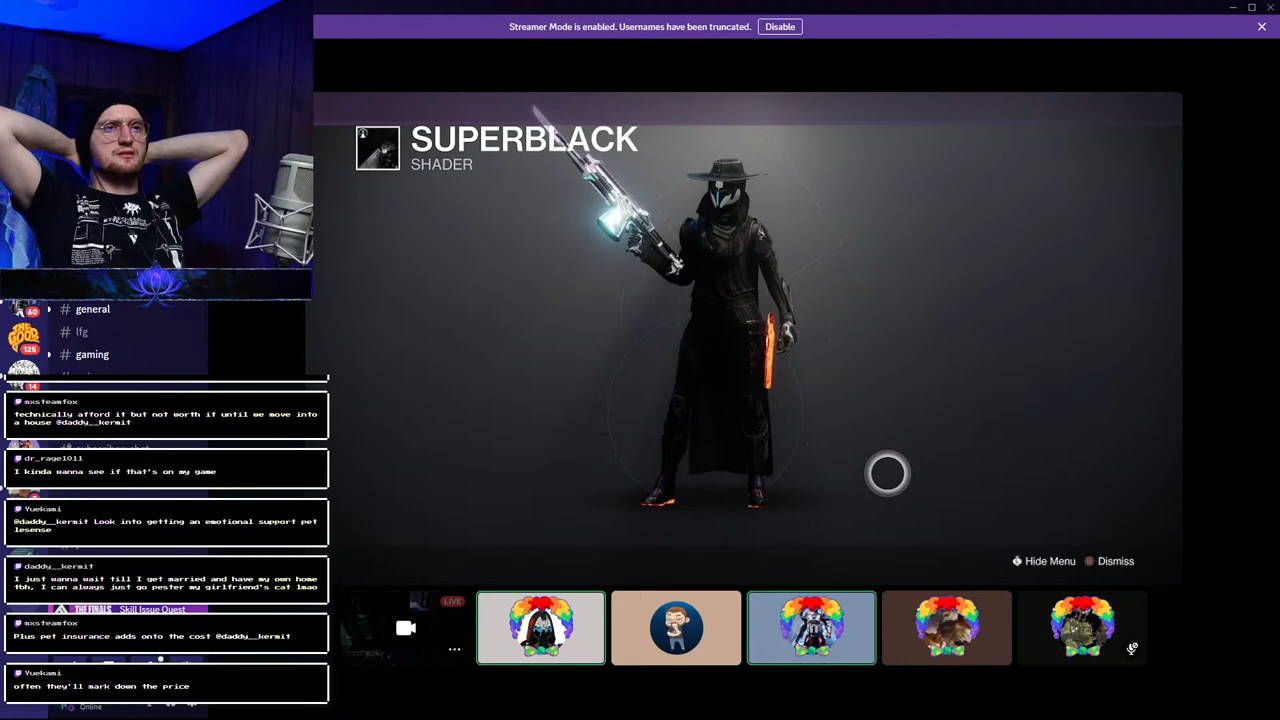 Streamer Mode is enabled. Usernames have been truncated.
Disable
SUPERBLACK
SHADER
60
general
lfg
125
gaming
14
mxsteamfox
technically afford it but not worth it until we move into
a house @daddy__kermit
dr_rage1011
I kinda wanna see if that's on my game
Yuekami
@daddy__kermit Look into getting an emotional support pet
lesense
daddy__kermit
I just wanna wait till I get married and have my own home
tbh, I can always just go pester my girlfriend's cat lmao
THE FINALS Skill Issue Quest
mxsteamfox
Plus pet insurance adds onto the cost @daddy__kermit
Yuekami
often they'll mark down the price
Online
Hide Menu
Dismiss
LIVE